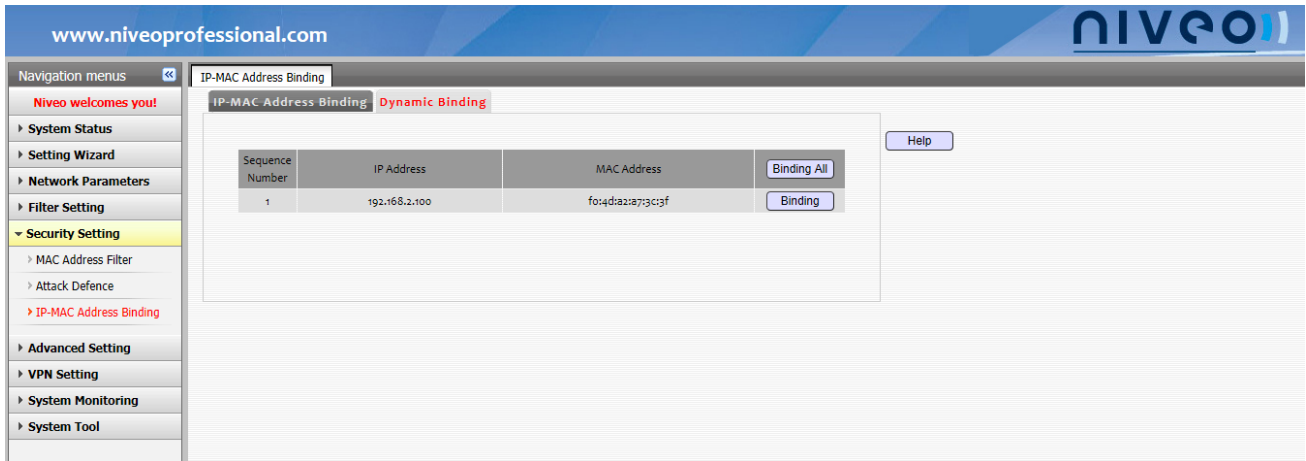 www.niveoprofessional.com
niveo
Navigation menus
Niveo welcomes you!
System Status
Setting Wizard
Network Parameters
Filter Setting
Security Setting
MAC Address Filter
Attack Defence
IP-MAC Address Binding
Advanced Setting
VPN Setting
System Monitoring
System Tool
IP-MAC Address Binding
IP-MAC Address Binding Dynamic Binding
Sequence Number IP Address MAC Address Binding All
1 192.168.2.100 f0:4d:a2:a7:3c:3f Binding
Help